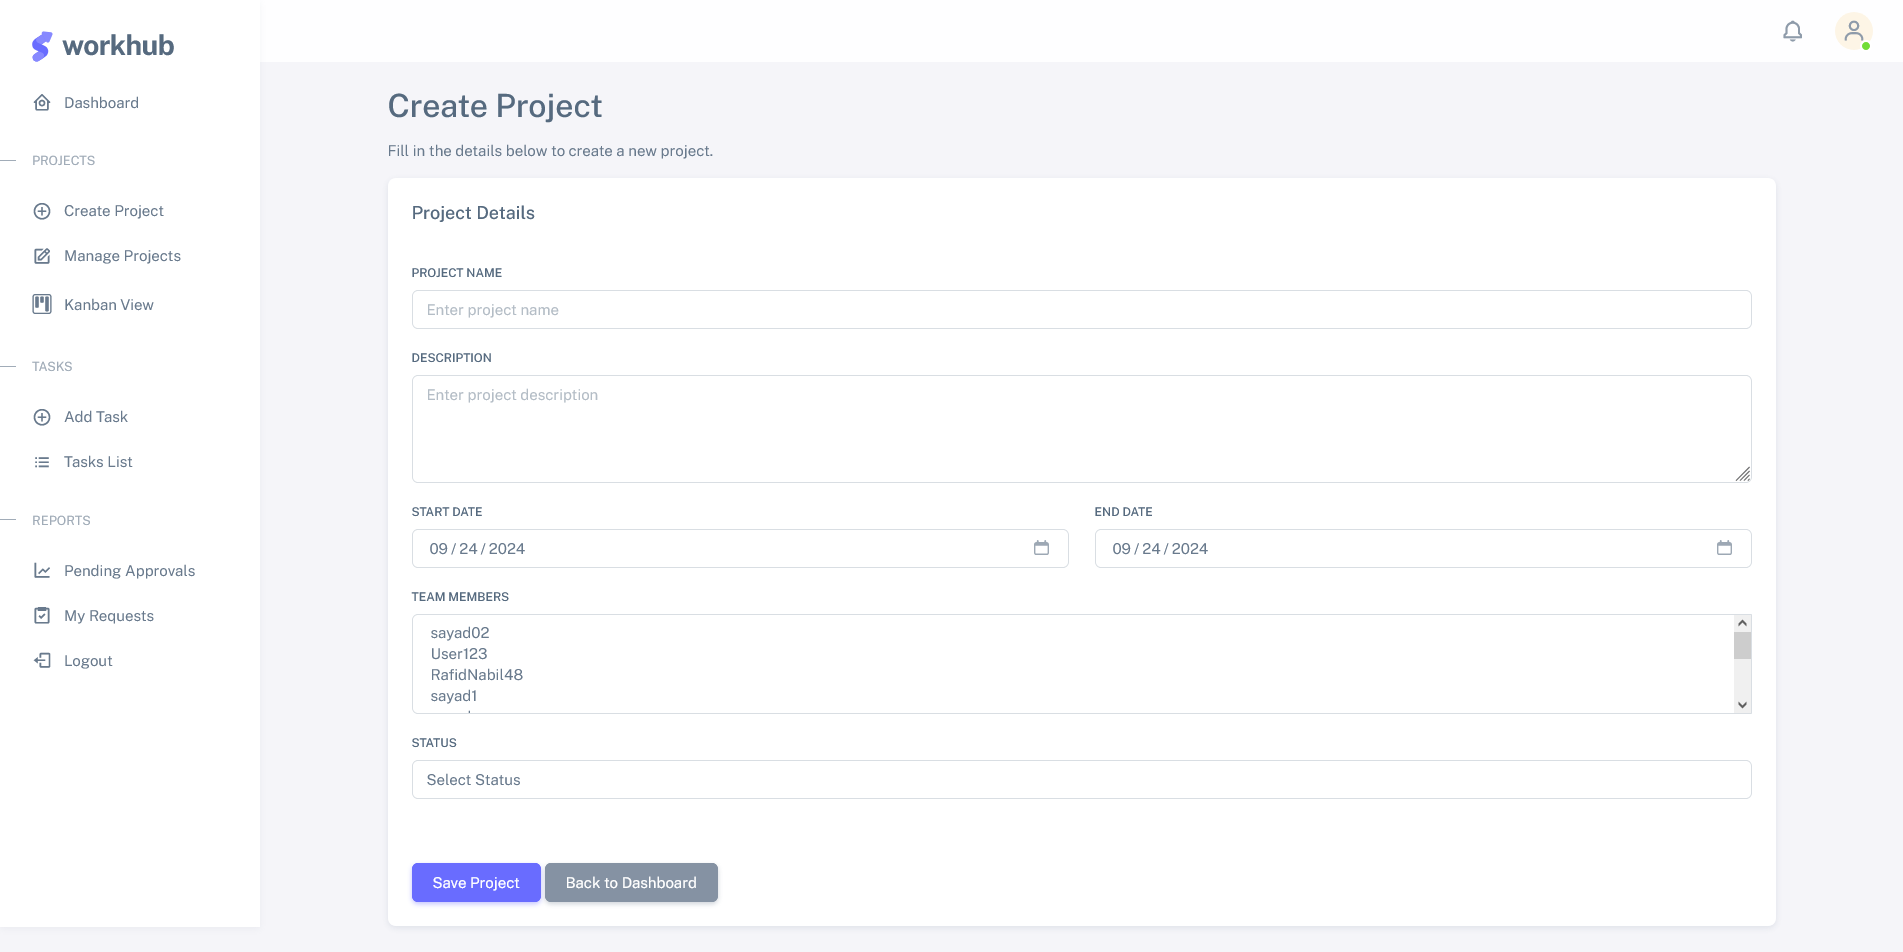 workhub
Dashboard
PROJECTS
Create Project
Manage Projects
Kanban View
TASKS
Add Task
Tasks List
REPORTS
Pending Approvals
My Requests
Logout
Create Project
Fill in the details below to create a new project.
Project Details
PROJECT NAME
Enter project name
DESCRIPTION
Enter project description
START DATE
09 / 24 / 2024
END DATE
09 / 24 / 2024
TEAM MEMBERS
sayad02
User123
RafidNabil48
sayad1
STATUS
Select Status
Save Project
Back to Dashboard